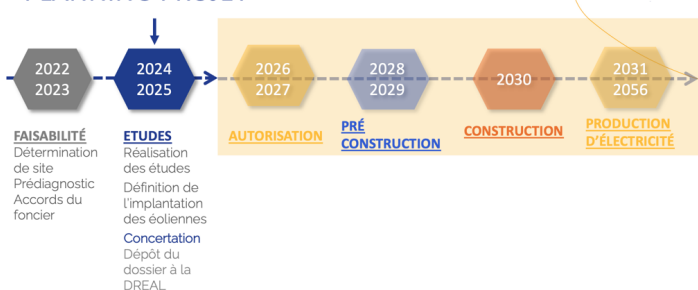 2022
2023
2024
2025
2026
2027
2028
2029
2030
2031
2056
FAISABILITÉ
Détermination
de site
Prédiagnostic
Accords du
foncier
ETUDES
Réalisation
des études
Définition de
l'implantation
des éoliennes
Concertation
Dépôt du
dossier à la
DREAL
AUTORISATION
PRÉ
CONSTRUCTION
CONSTRUCTION
PRODUCTION
D'ÉLECTRICITÉ